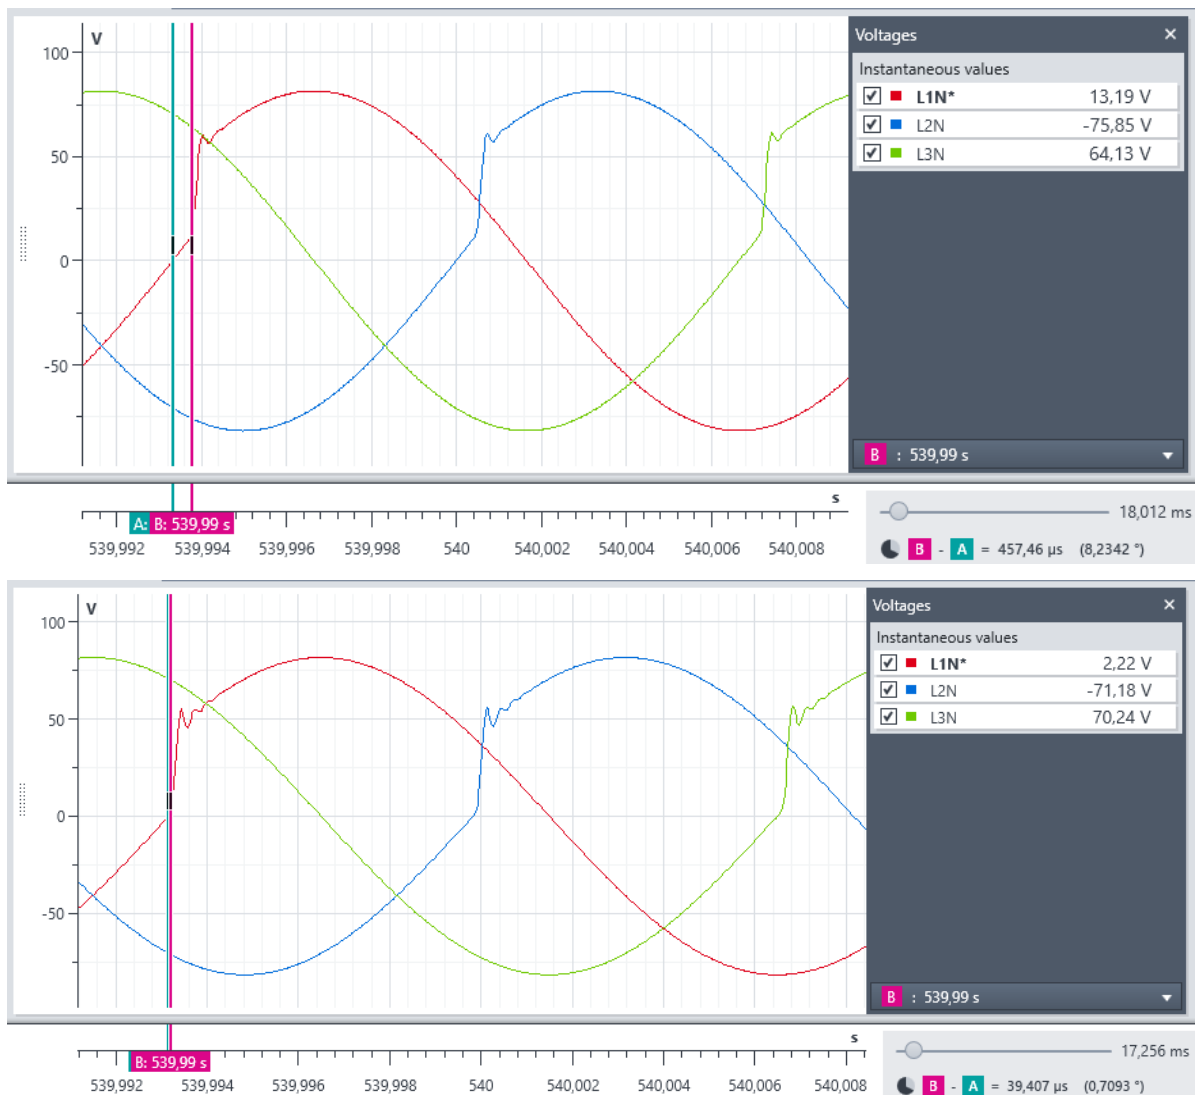 V
100
50
0
-50
Voltages ×
Instantaneous values
L1N* 13,19 V
L2N -75,85 V
L3N 64,13 V
B : 539,99 s
s
A: B: 539,99 s
539,992 539,994 539,996 539,998 540 540,002 540,004 540,006 540,008
18,012 ms
B - A = 457,46 µs (8,2342 °)
V
100
50
0
-50
Voltages ×
Instantaneous values
L1N* 2,22 V
L2N -71,18 V
L3N 70,24 V
B : 539,99 s
s
B: 539,99 s
539,992 539,994 539,996 539,998 540 540,002 540,004 540,006 540,008
17,256 ms
B - A = 39,407 µs (0,7093 °)